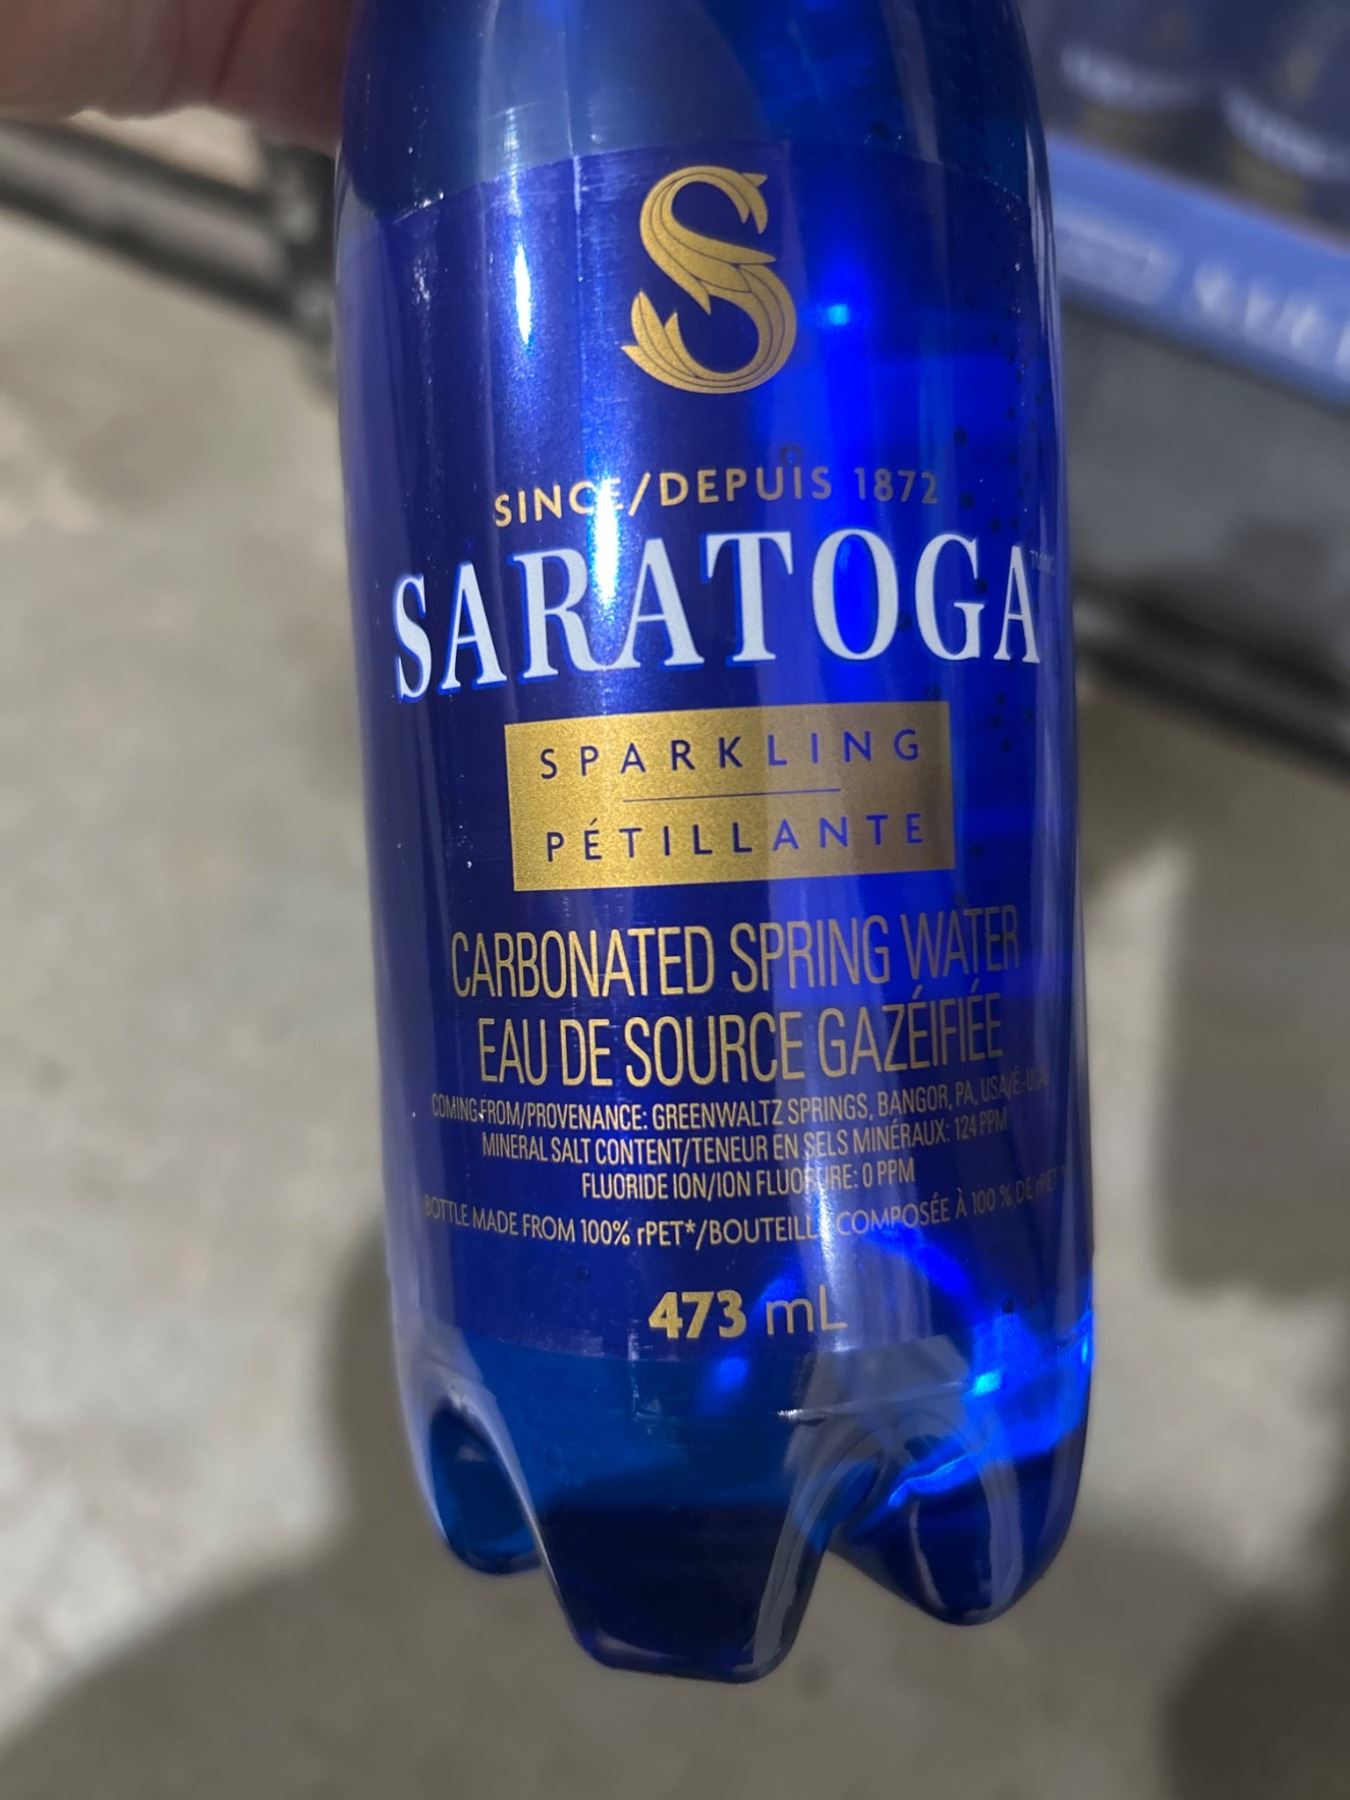 S
SINCE/DEPUIS 1872
SARATOGA
SPARKLING
PÉTILLANTE
CARBONATED SPRING WATER
EAU DE SOURCE GAZÉIFIÉE
COMING FROM/PROVENANCE: GREENWALTZ SPRINGS, BANGOR, PA, USA/É.-U.A.
MINERAL SALT CONTENT/TENEUR EN SELS MINÉRAUX: 124 PPM
FLUORIDE ION/ION FLUORURE: 0 PPM
BOTTLE MADE FROM 100% rPET*/BOUTEILLE COMPOSÉE À 100 % DE rPET
473 mL